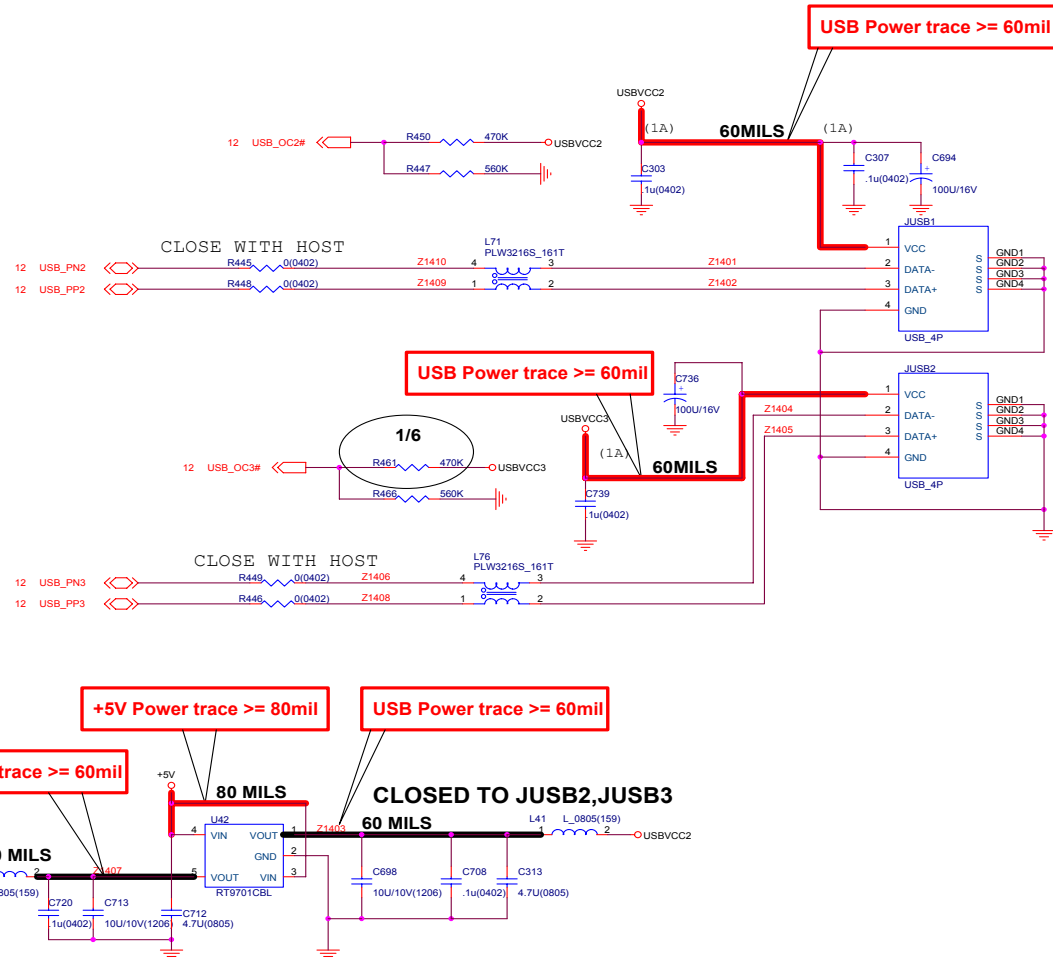 USB Power trace >= 60mil
USBVCC2
(1A) 60MILS (1A)
12 USB_OC2# R450 470K USBVCC2
R447 560K
C303
.1u(0402)
C307
.1u(0402)
C694
+
100U/16V
JUSB1
CLOSE WITH HOST
L71
PLW3216S_161T
12 USB_PN2 R445 0(0402) Z1410 4 3 Z1401
12 USB_PP2 R448 0(0402) Z1409 1 2 Z1402
1 VCC S GND1
2 DATA- S GND2
3 DATA+ S GND3
4 GND S GND4
USB_4P
USB Power trace >= 60mil
C736
+
100U/16V
JUSB2
1 VCC S GND1
Z1404 2 DATA- S GND2
Z1405 3 DATA+ S GND3
4 GND S GND4
USB_4P
USBVCC3
(1A) 60MILS
1/6
12 USB_OC3# R461 470K USBVCC3
R466 560K
C739
.1u(0402)
CLOSE WITH HOST
L76
PLW3216S_161T
12 USB_PN3 R449 0(0402) Z1406 4 3
12 USB_PP3 R446 0(0402) Z1408 1 2
+5V Power trace >= 80mil
USB Power trace >= 60mil
trace >= 60mil
+5V
80 MILS
CLOSED TO JUSB2,JUSB3
U42
4 VIN VOUT 1 Z1403 60 MILS L41 L_0805(159) 1 2 USBVCC2
GND 2
5 VOUT VIN 3
RT9701CBL
MILS
2
805(159)
C720
.1u(0402)
C713
10U/10V(1206)
C712
4.7U(0805)
C698
10U/10V(1206)
C708
.1u(0402)
C313
4.7U(0805)